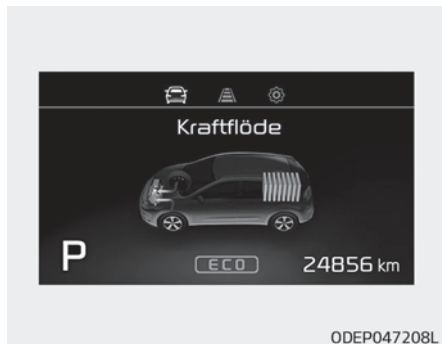 Kraftflöde
P
ECO
24856 km
ODEP047208L